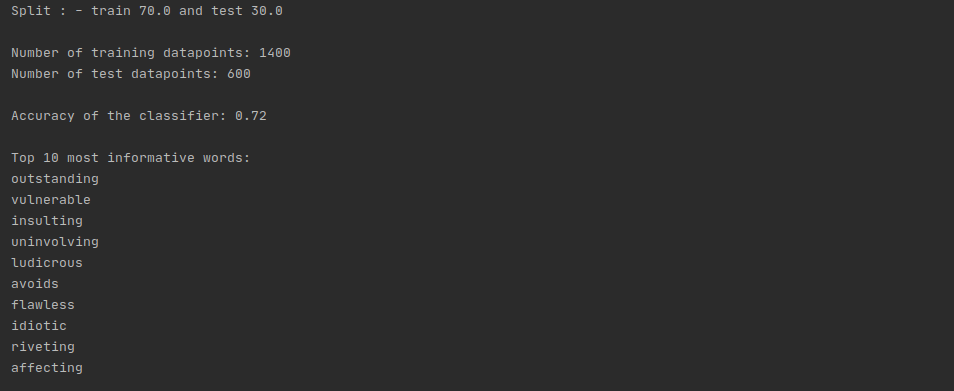 Split : - train 70.0 and test 30.0
Number of training datapoints: 1400
Number of test datapoints: 600
Accuracy of the classifier: 0.72
Top 10 most informative words:
outstanding
vulnerable
insulting
uninvolving
ludicrous
avoids
flawless
idiotic
riveting
affecting